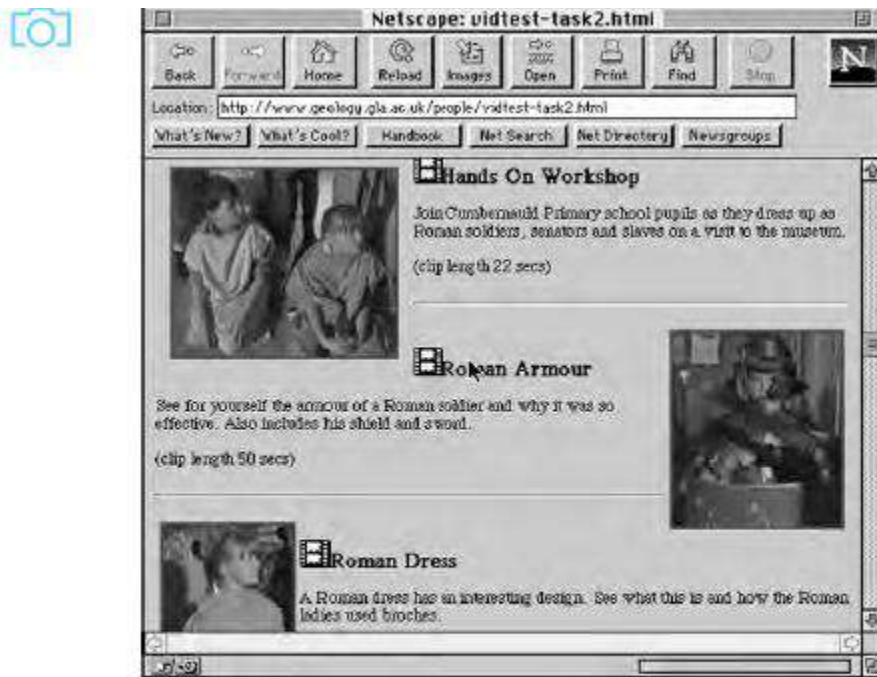 Netscape: vidtest-task2.html
Back Forward Home Reload Images Open Print Find Stop N
Location: http://www.geology.gla.ac.uk/people/vidtest-task2.html
What's New? What's Cool? Handbook Net Search Net Directory Newsgroups
Hands On Workshop
Join Cumbernauld Primary school pupils as they dress up as
Roman soldiers, senators and slaves on a visit to the museum.
(clip length 22 secs)
Roman Armour
See for yourself the armour of a Roman soldier and why it was so
effective. Also includes his shield and sword.
(clip length 50 secs)
Roman Dress
A Roman dress has an interesting design. See what this is and how the Roman
ladies used broches.